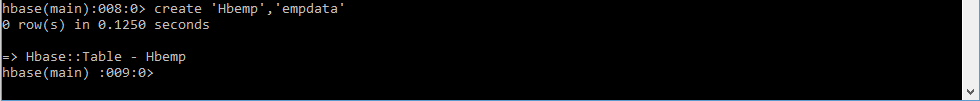 hbase(main):008:0> create 'Hbemp','empdata'
0 row(s) in 0.1250 seconds
=> Hbase::Table - Hbemp
hbase(main) :009:0>